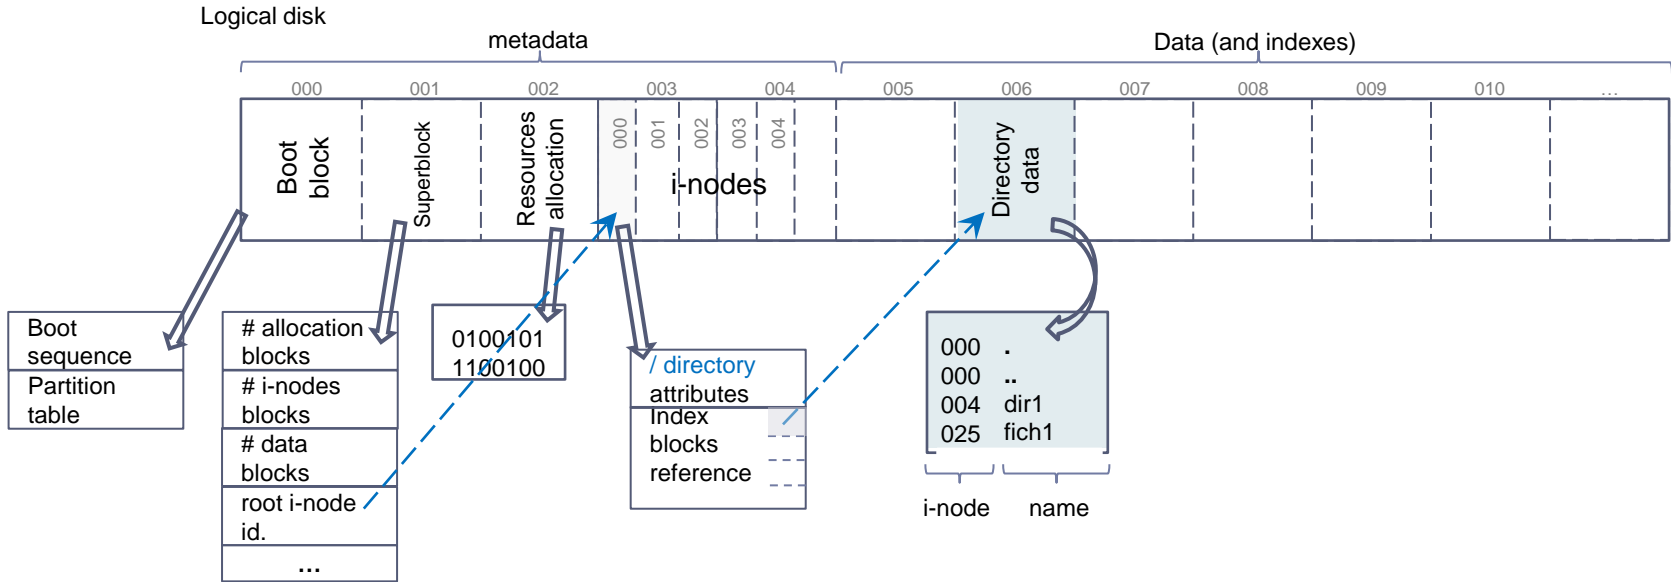 Logical disk
metadata
Data (and indexes)
000 001 002 003 004 005 006 007 008 009 010 ...
Boot
block
Superblock
Resources
allocation
000 001 002 003 004
i-nodes
Directory
data
Boot
sequence
Partition
table
# allocation
blocks
# i-nodes
blocks
# data
blocks
root i-node
id.
...
0100101
1100100
/ directory
attributes
Index
blocks
reference
000 .
000 ..
004 dir1
025 fich1
i-node name